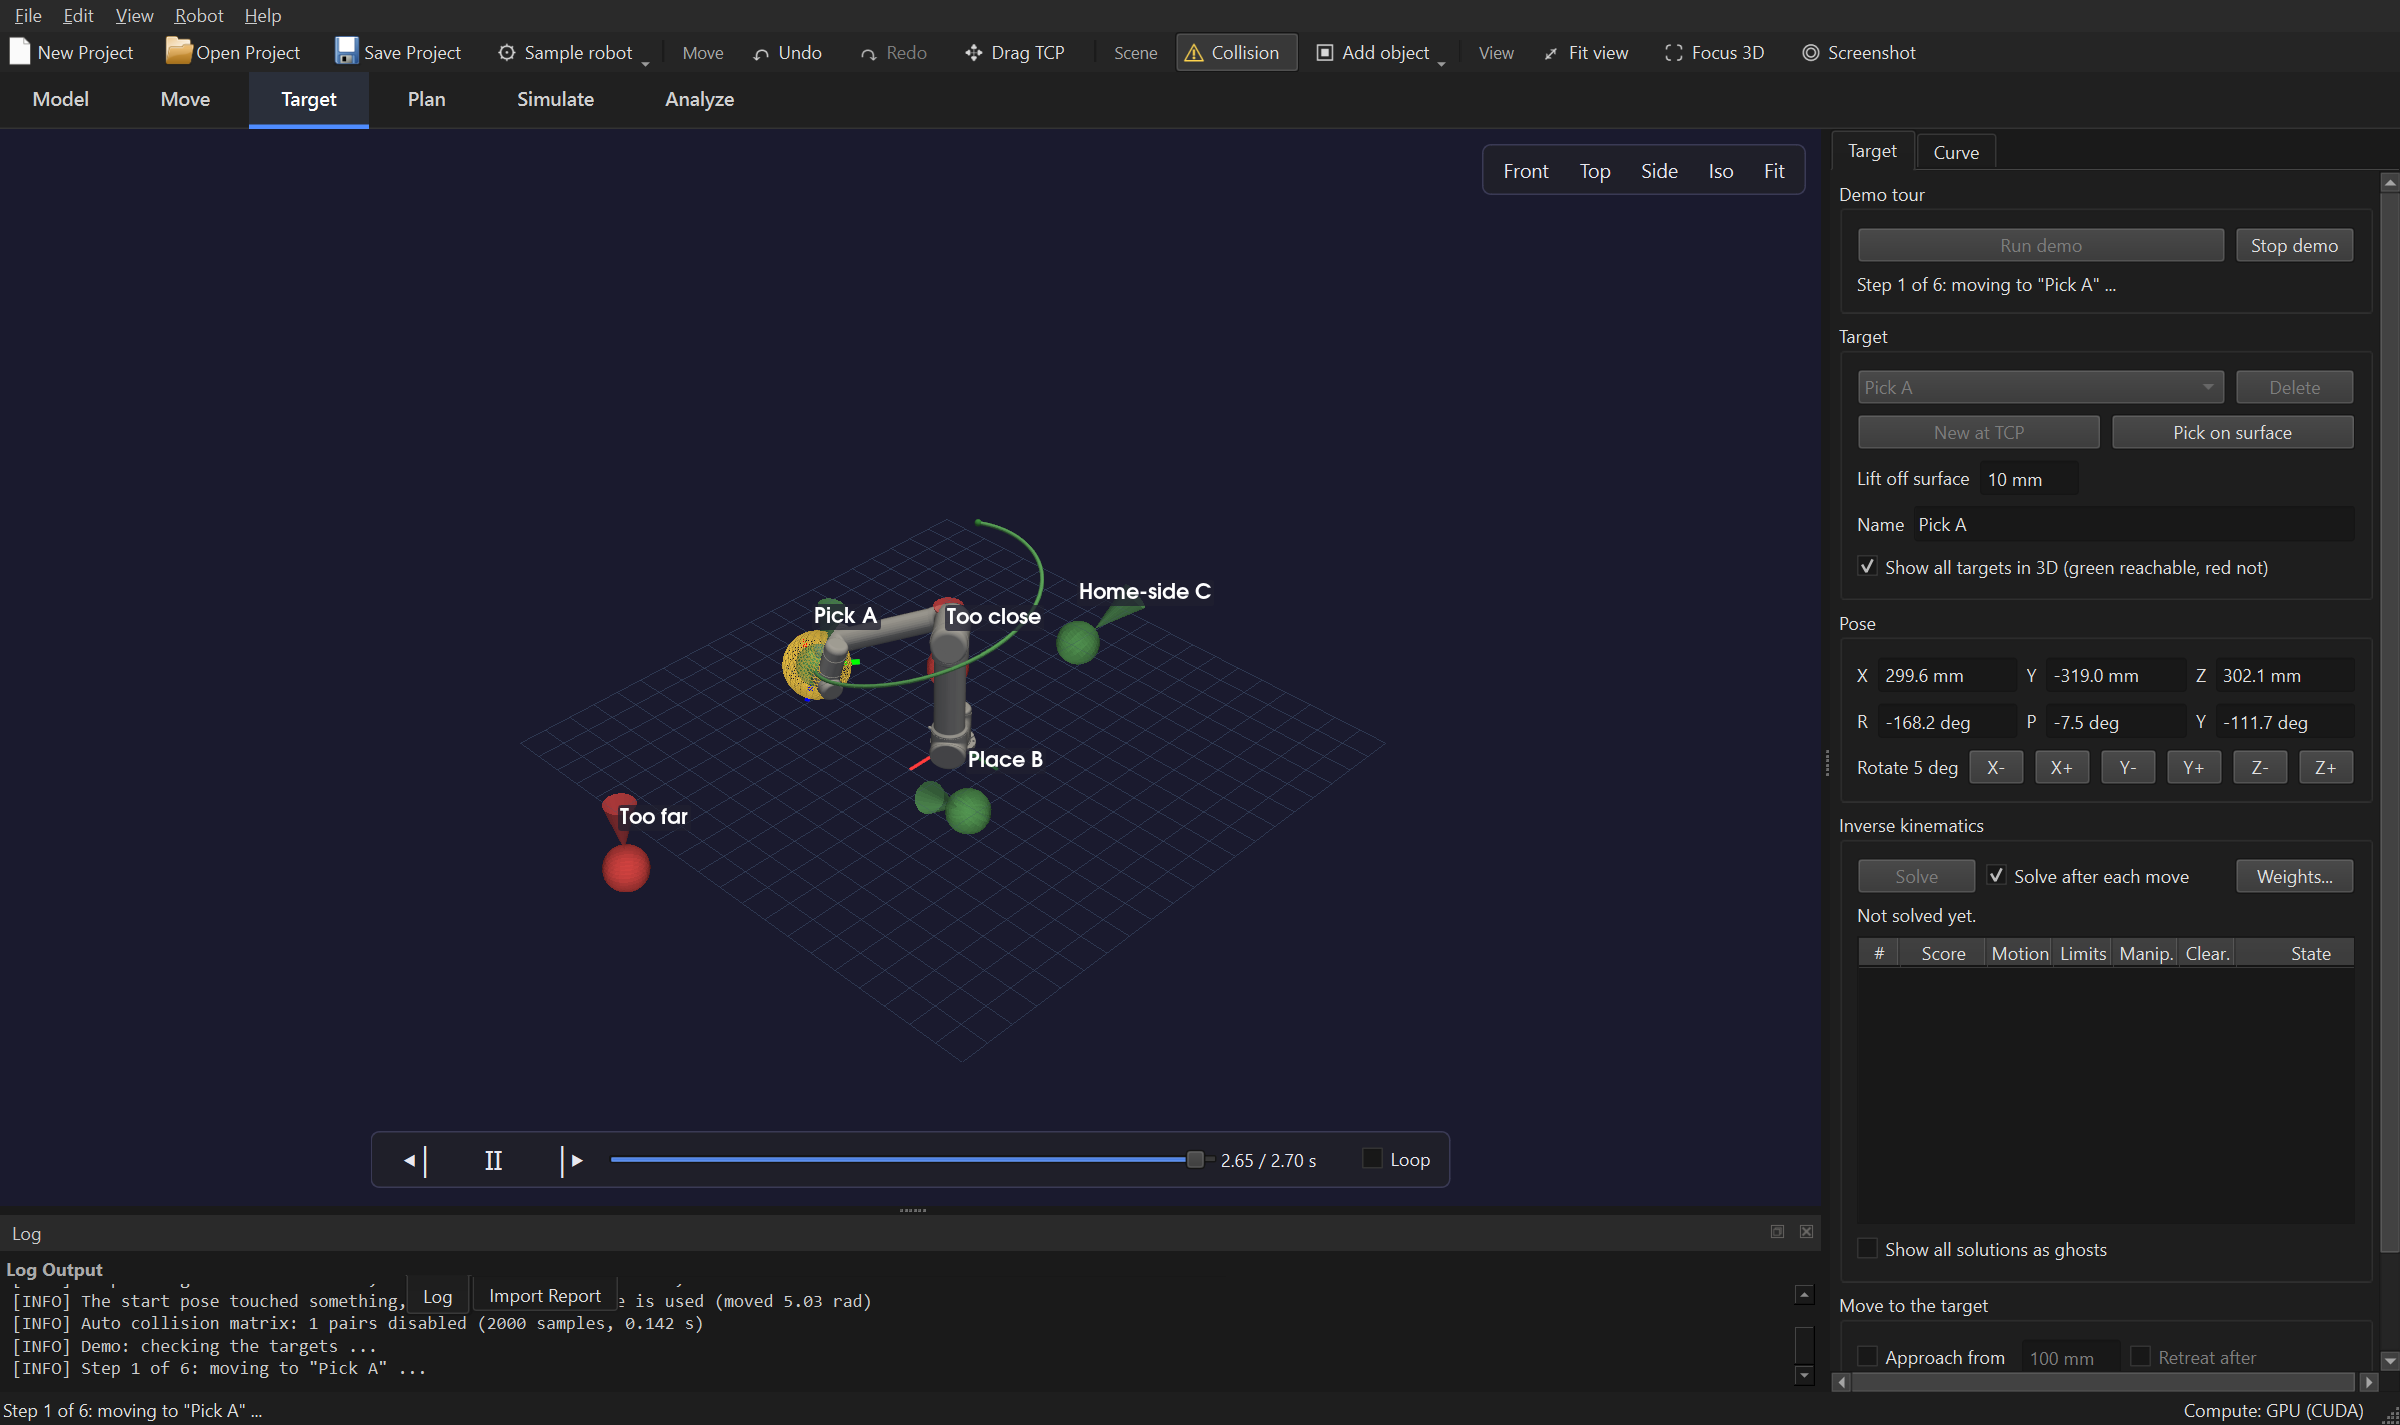 File Edit View Robot Help
New Project Open Project Save Project Sample robot Move Undo Redo Drag TCP Scene Collision Add object View Fit view Focus 3D Screenshot
Model Move Target Plan Simulate Analyze
Front Top Side Iso Fit
Pick A
Too close
Home-side C
Place B
Too far
2.65 / 2.70 s Loop
Target Curve
Demo tour
Run demo Stop demo
Step 1 of 6: moving to "Pick A" ...
Target
Pick A Delete
New at TCP Pick on surface
Lift off surface 10 mm
Name Pick A
Show all targets in 3D (green reachable, red not)
Pose
X 299.6 mm Y -319.0 mm Z 302.1 mm
R -168.2 deg P -7.5 deg Y -111.7 deg
Rotate 5 deg X- X+ Y- Y+ Z- Z+
Inverse kinematics
Solve Solve after each move Weights...
Not solved yet.
# Score Motion Limits Manip. Clear. State
Show all solutions as ghosts
Move to the target
Approach from 100 mm Retreat after
Log
Log Output
[INFO] The start pose touched something, e is used (moved 5.03 rad)
Log Import Report
[INFO] Auto collision matrix: 1 pairs disabled (2000 samples, 0.142 s)
[INFO] Demo: checking the targets ...
[INFO] Step 1 of 6: moving to "Pick A" ...
Step 1 of 6: moving to "Pick A" ... Compute: GPU (CUDA)